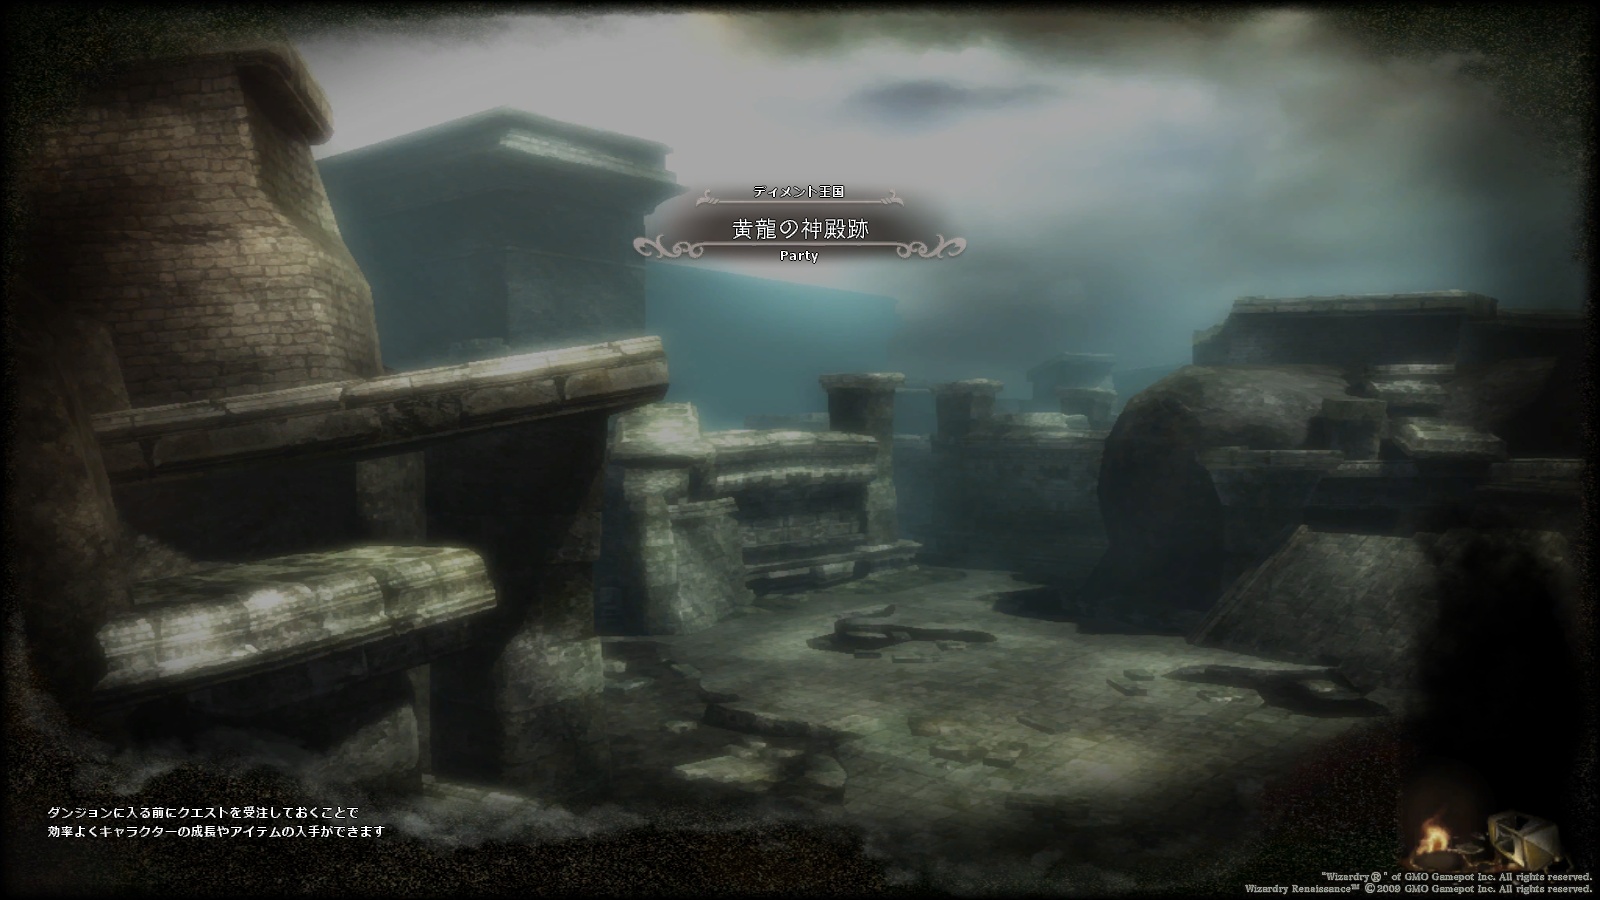 ディメント王国
黄龍の神殿跡
Party
ダンジョンに入る前にクエストを受注しておくことで
効率よくキャラクターの成長やアイテムの入手ができます
"Wizardry®" of GMO Gamepot Inc. All rights reserved.
Wizardry Renaissance™ ©2009 GMO Gamepot Inc. All rights reserved.